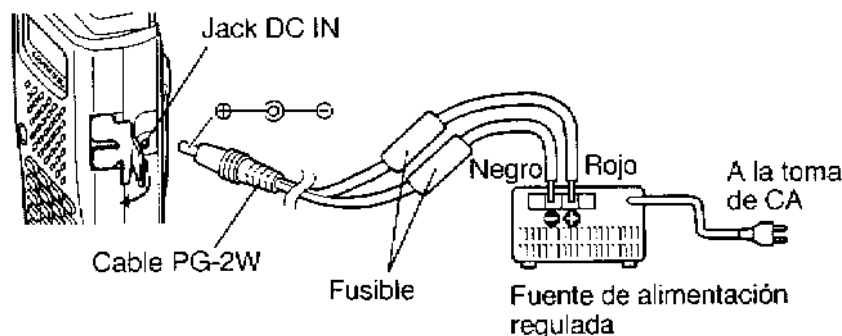 Jack DC IN
Negro
Rojo
A la toma
de CA
Cable PG-2W
Fusible
Fuente de alimentación
regulada